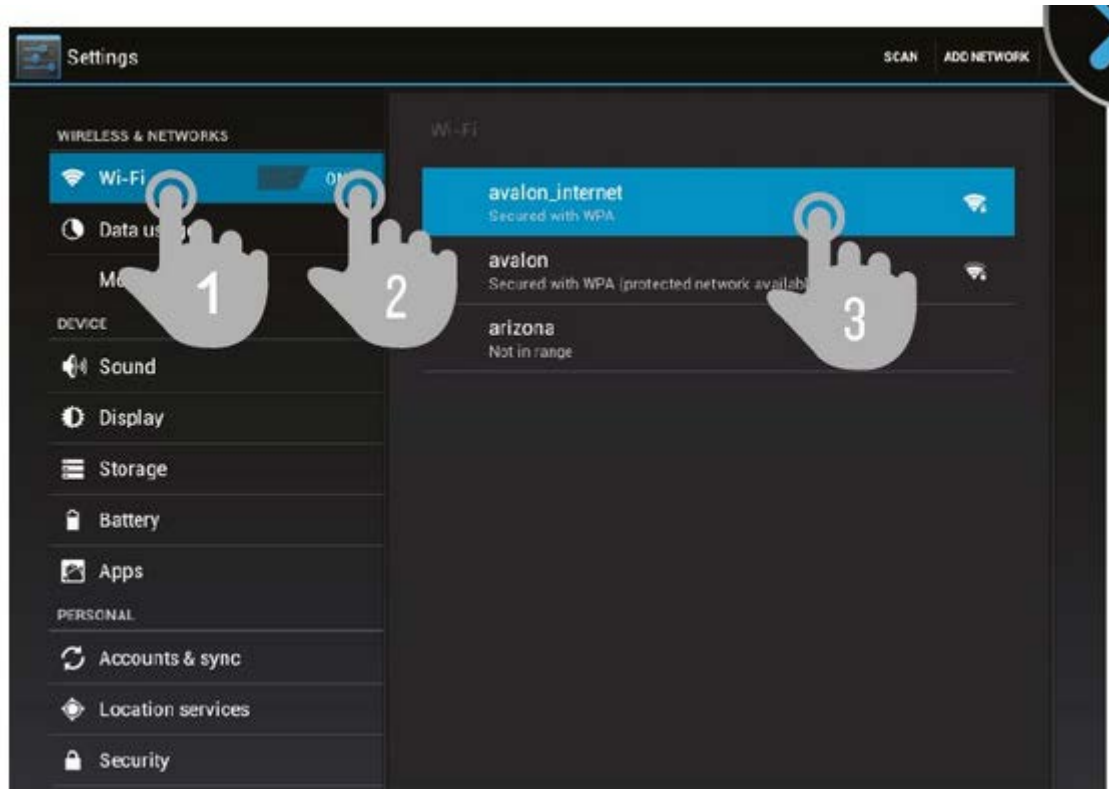 Settings
SCAN
ADD NETWORK
WIRELESS & NETWORKS
Wi-Fi
Wi-Fi
1
2
avalon_internet
Secured with WPA
3
Data
avalon
Secured with WPA (protected network
DEVICE
arizona
Not in range
Sound
Display
Storage
Battery
Apps
PERSONAL
Accounts & sync
Location services
Security